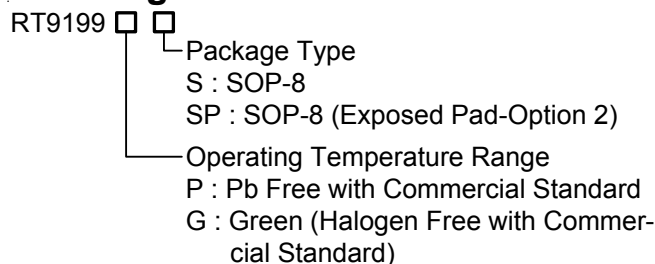 RT9199
Package Type
S : SOP-8
SP : SOP-8 (Exposed Pad-Option 2)
Operating Temperature Range
P : Pb Free with Commercial Standard
G : Green (Halogen Free with Commer-
cial Standard)